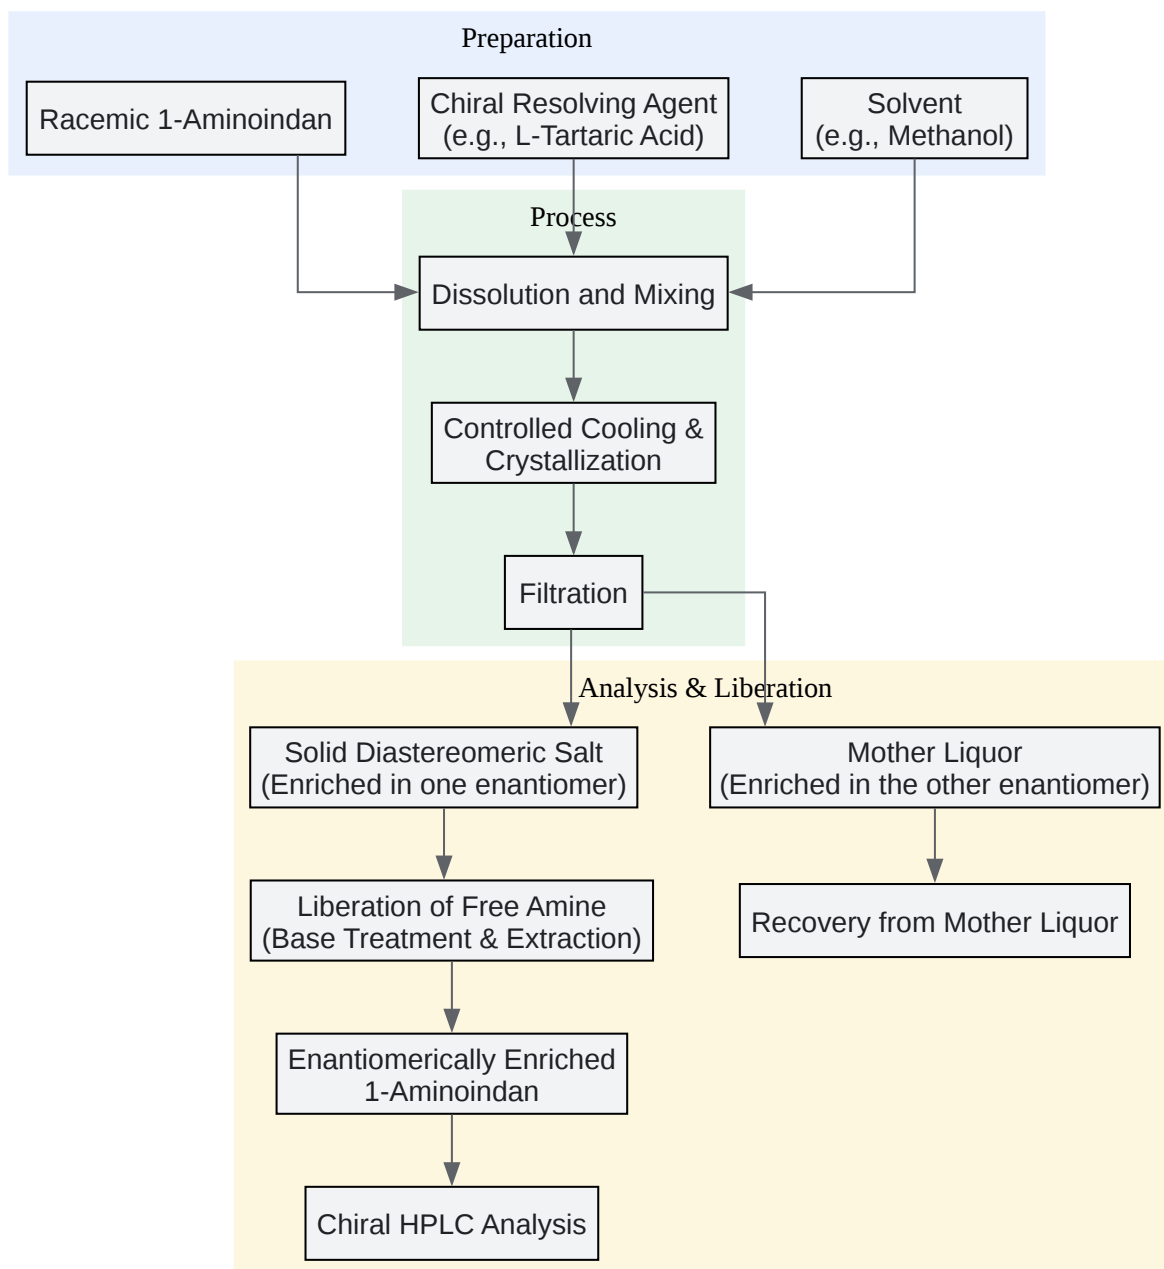 Preparation
Racemic 1-Aminoindan
Chiral Resolving Agent
(e.g., L-Tartaric Acid)
Solvent
(e.g., Methanol)
Process
Dissolution and Mixing
Controlled Cooling &
Crystallization
Filtration
Analysis & Liberation
Solid Diastereomeric Salt
(Enriched in one enantiomer)
Mother Liquor
(Enriched in the other enantiomer)
Liberation of Free Amine
(Base Treatment & Extraction)
Recovery from Mother Liquor
Enantiomerically Enriched
1-Aminoindan
Chiral HPLC Analysis